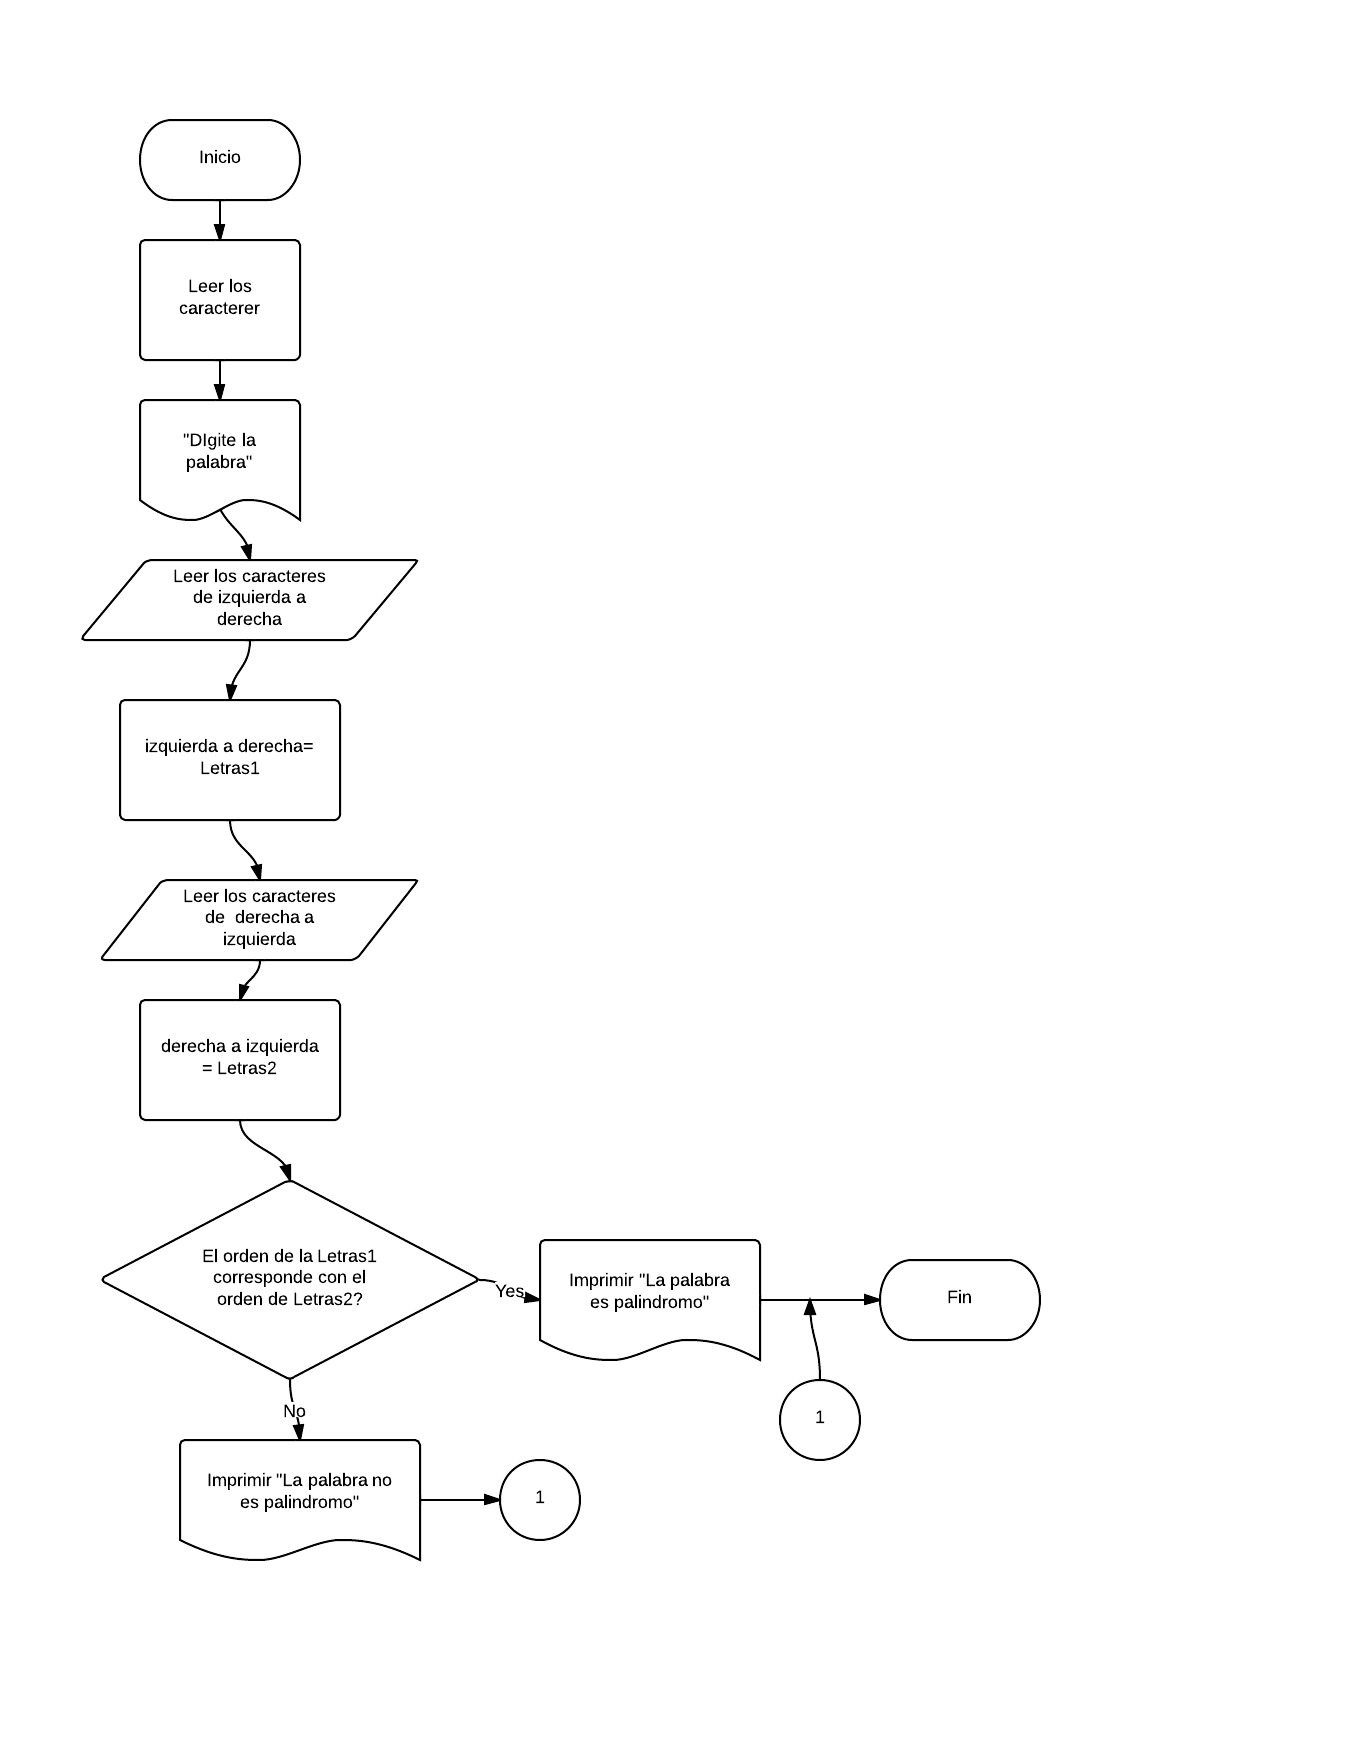 Inicio
Leer los
caracterer
"DIgite la
palabra"
Leer los caracteres
de izquierda a
derecha
izquierda a derecha=
Letras1
Leer los caracteres
de  derecha a
izquierda
derecha a izquierda
= Letras2
El orden de la Letras1
corresponde con el
orden de Letras2?
Yes
Imprimir "La palabra
es palindromo"
Fin
1
No
Imprimir "La palabra no
es palindromo"
1